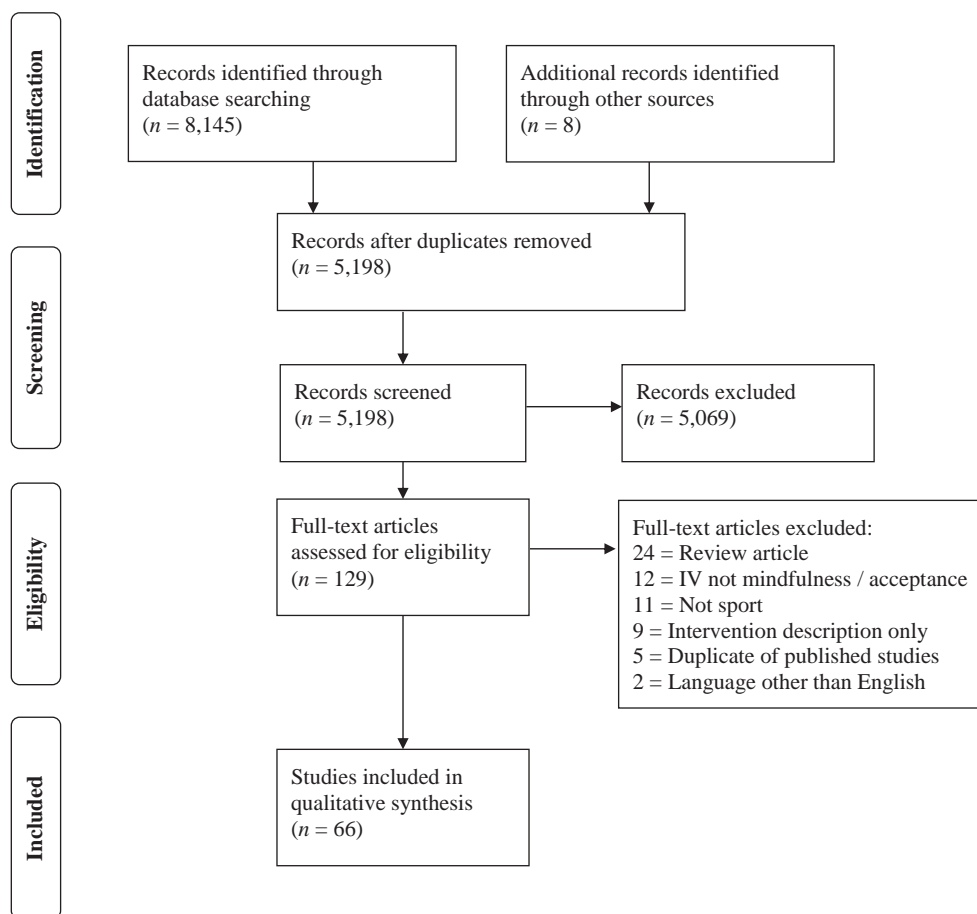 Identification
Records identified through
database searching
(n = 8,145)
Additional records identified
through other sources
(n = 8)
Records after duplicates removed
(n = 5,198)
Screening
Records screened
(n = 5,198)
Records excluded
(n = 5,069)
Eligibility
Full-text articles
assessed for eligibility
(n = 129)
Full-text articles excluded:
24 = Review article
12 = IV not mindfulness / acceptance
11 = Not sport
9 = Intervention description only
5 = Duplicate of published studies
2 = Language other than English
Included
Studies included in
qualitative synthesis
(n = 66)